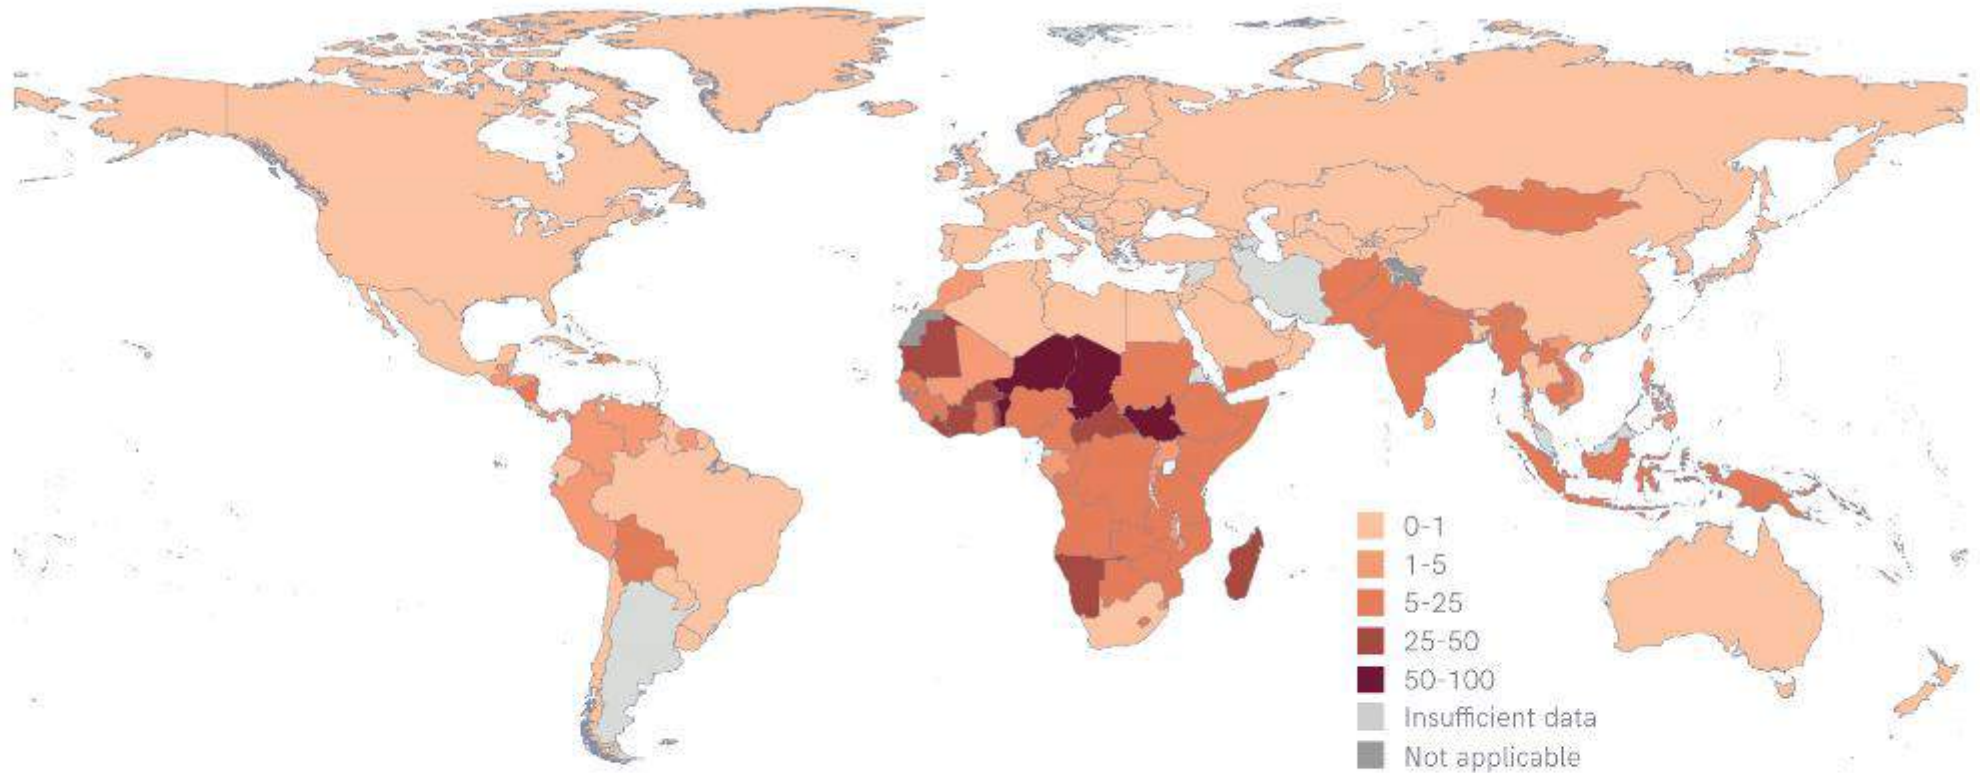 0-1
1-5
5-25
25-50
50-100
Insufficient data
Not applicable